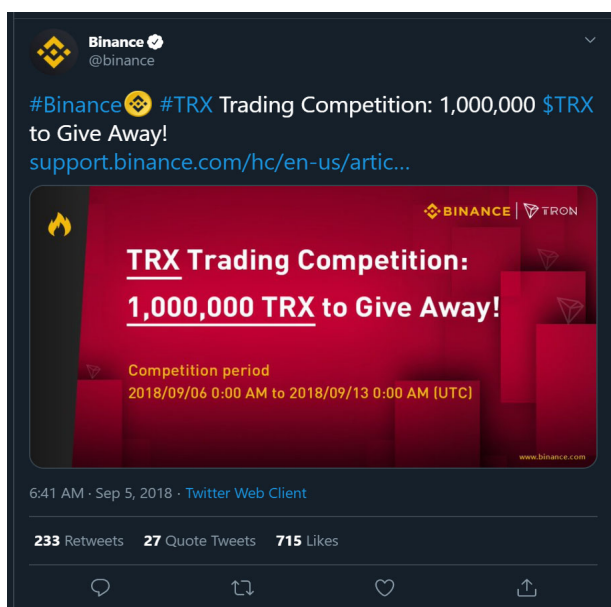 Binance
@binance
#Binance #TRX Trading Competition: 1,000,000 $TRX
to Give Away!
support.binance.com/hc/en-us/artic...
BINANCE | TRON
TRX Trading Competition:
1,000,000 TRX to Give Away!
Competition period
2018/09/06 0:00 AM to 2018/09/13 0:00 AM (UTC)
www.binance.com
6:41 AM · Sep 5, 2018 · Twitter Web Client
233 Retweets 27 Quote Tweets 715 Likes